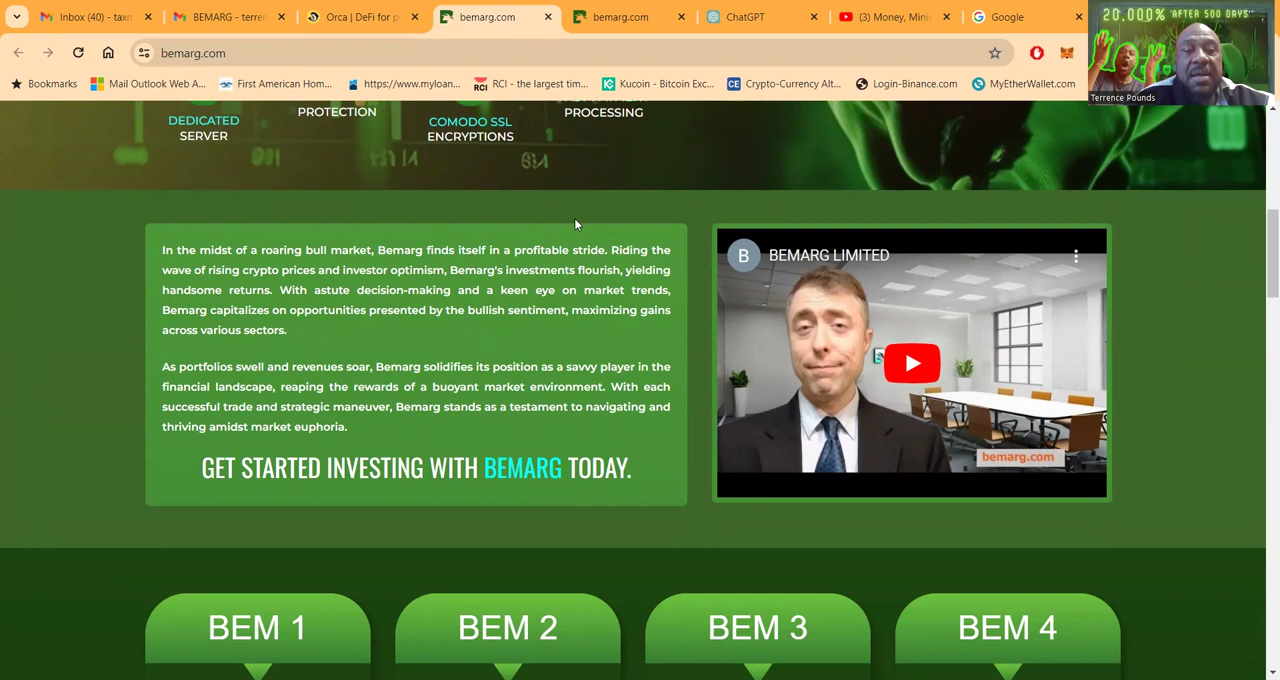 Inbox (40) - taxm
BEMARG - terren
Orca | DeFi for p
bemarg.com
bemarg.com
ChatGPT
(3) Money, Minis
Google
20,000% AFTER 500 DAYS
bemarg.com
Bookmarks
Mail Outlook Web A...
First American Hom...
https://www.myloan...
RCI - the largest tim...
Kucoin - Bitcoin Exc...
CE
Crypto-Currency Alt...
Login-Binance.com
MyEtherWallet.com
Terrence Pounds
DEDICATED
SERVER
PROTECTION
COMODO SSL
ENCRYPTIONS
PROCESSING
In the midst of a roaring bull market, Bemarg finds itself in a profitable stride. Riding the
wave of rising crypto prices and investor optimism, Bemarg's investments flourish, yielding
handsome returns. With astute decision-making and a keen eye on market trends,
Bemarg capitalizes on opportunities presented by the bullish sentiment, maximizing gains
across various sectors.
As portfolios swell and revenues soar, Bemarg solidifies its position as a savvy player in the
financial landscape, reaping the rewards of a buoyant market environment. With each
successful trade and strategic maneuver, Bemarg stands as a testament to navigating and
thriving amidst market euphoria.
GET STARTED INVESTING WITH BEMARG TODAY.
B
BEMARG LIMITED
bemarg.com
BEM 1
BEM 2
BEM 3
BEM 4